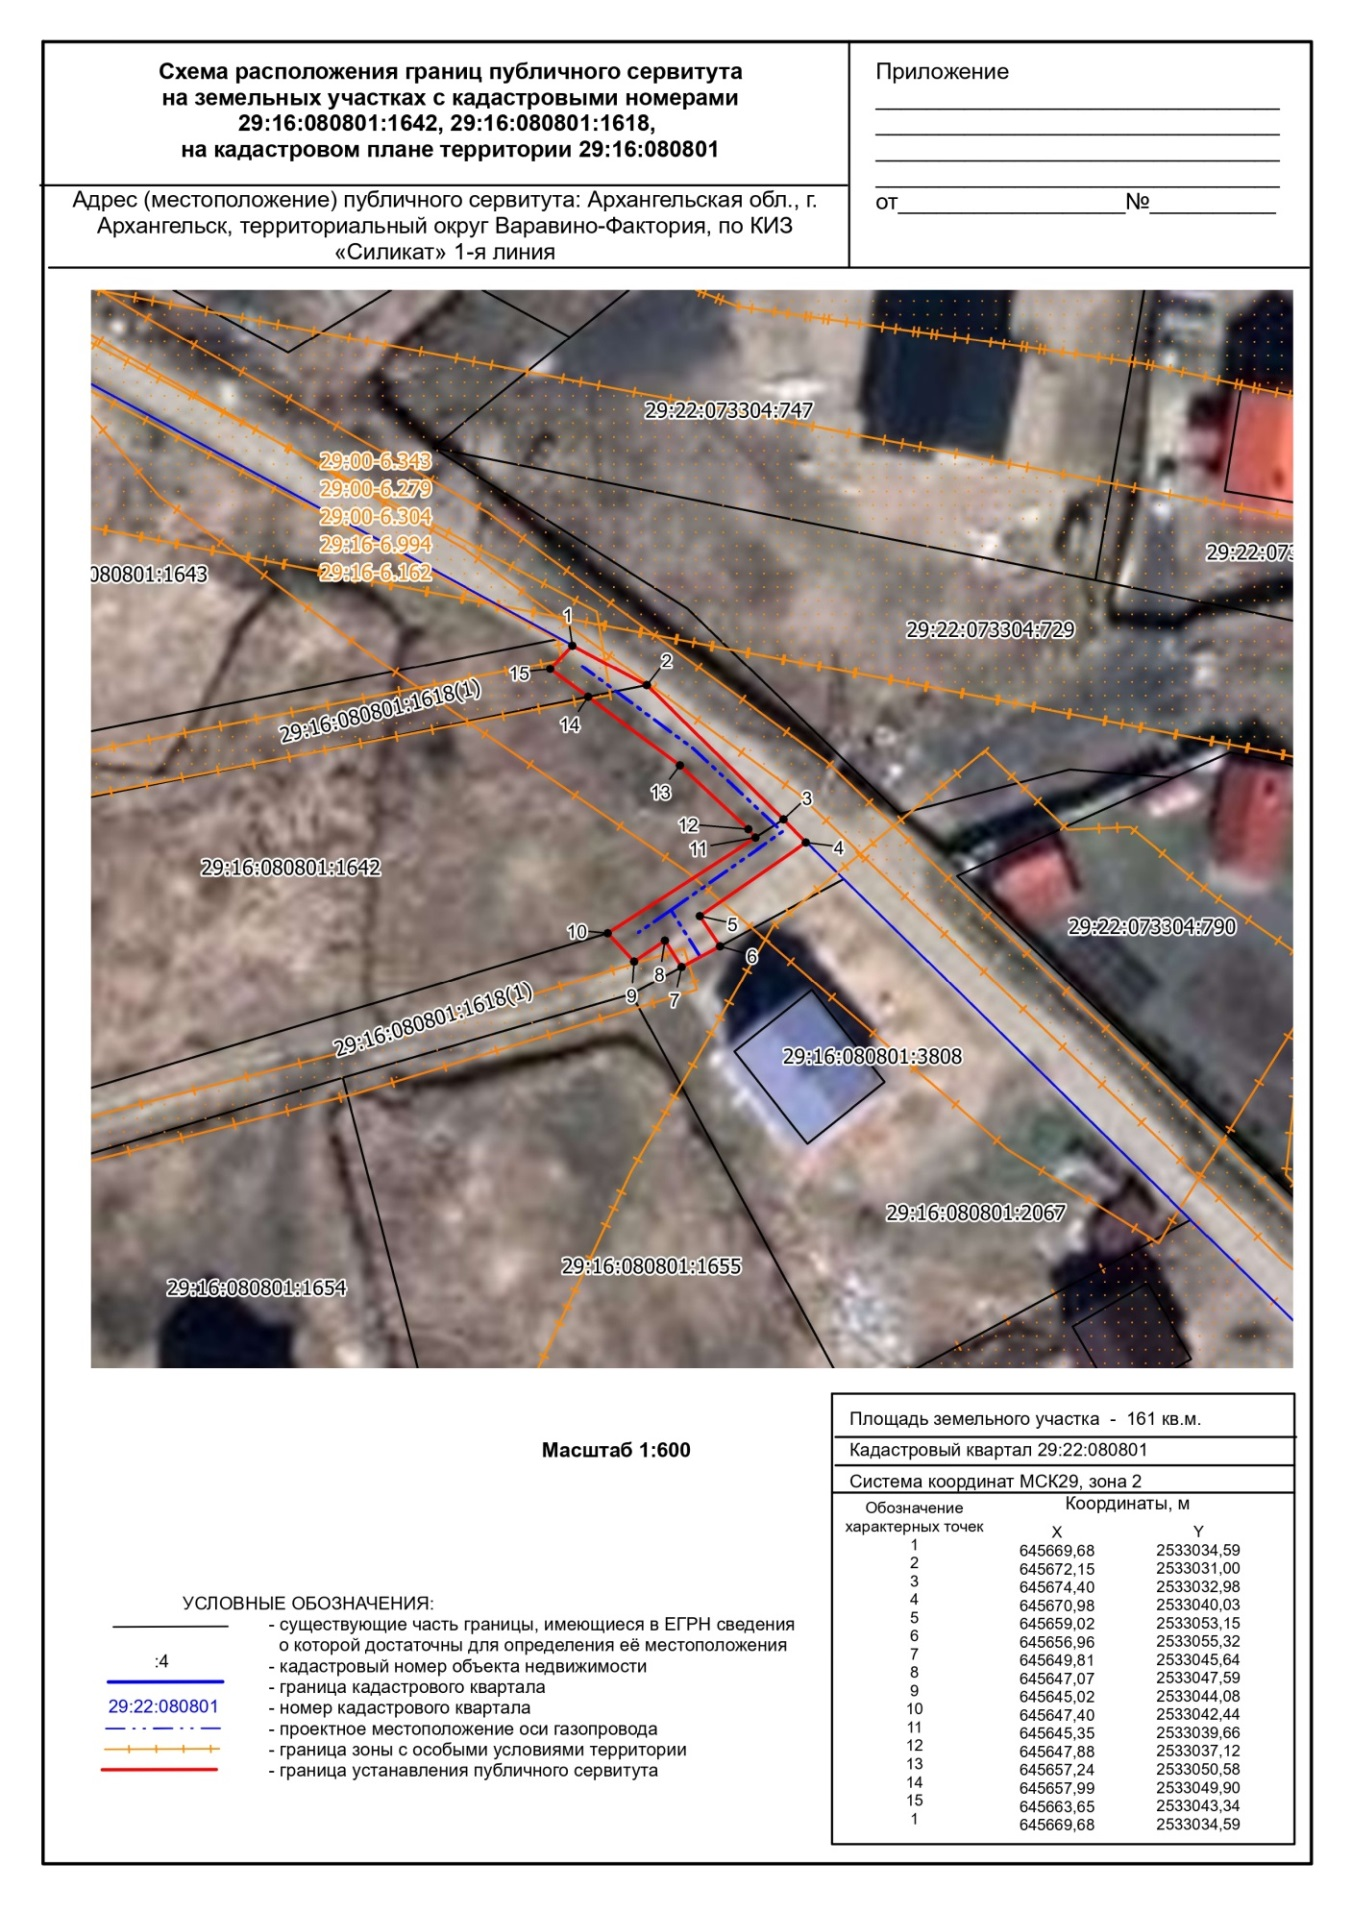 Схема расположения границ публичного сервитута
на земельных участках с кадастровыми номерами
29:16:080801:1642, 29:16:080801:1618,
на кадастровом плане территории 29:16:080801
Приложение
Адрес (местоположение) публичного сервитута: Архангельская обл., г.
Архангельск, территориальный округ Варавино-Фактория, по КИЗ
«Силикат» 1-я линия
от №
29:22:073304:747
29:00-6.343
29:00-6.279
29:00-6.304
29:16-6.994
29:16-6.162
29:22:073
080801:1643
29:22:073304:729
1
2
15
29:16:080801:1618(1)
14
13
3
12
11
4
29:16:080801:1642
5
10
29:22:073304:790
6
8
9
7
29:16:080801:1618(1)
29:16:080801:3808
29:16:080801:2067
29:16:080801:1655
29:16:080801:1654
Масштаб 1:600
Площадь земельного участка - 161 кв.м.
Кадастровый квартал 29:22:080801
Система координат МСК29, зона 2
Обозначение
характерных точек
Координаты, м
X Y
1 645669,68 2533034,59
2 645672,15 2533031,00
3 645674,40 2533032,98
4 645670,98 2533040,03
5 645659,02 2533053,15
6 645656,96 2533055,32
7 645649,81 2533045,64
8 645647,07 2533047,59
9 645645,02 2533044,08
10 645647,40 2533042,44
11 645645,35 2533039,66
12 645647,88 2533037,12
13 645657,24 2533050,58
14 645657,99 2533049,90
15 645663,65 2533043,34
1 645669,68 2533034,59
УСЛОВНЫЕ ОБОЗНАЧЕНИЯ:
- существующие часть границы, имеющиеся в ЕГРН сведения
о которой достаточны для определения её местоположения
:4 - кадастровый номер объекта недвижимости
- граница кадастрового квартала
29:22:080801 - номер кадастрового квартала
- проектное местоположение оси газопровода
- граница зоны с особыми условиями территории
- граница устанавления публичного сервитута